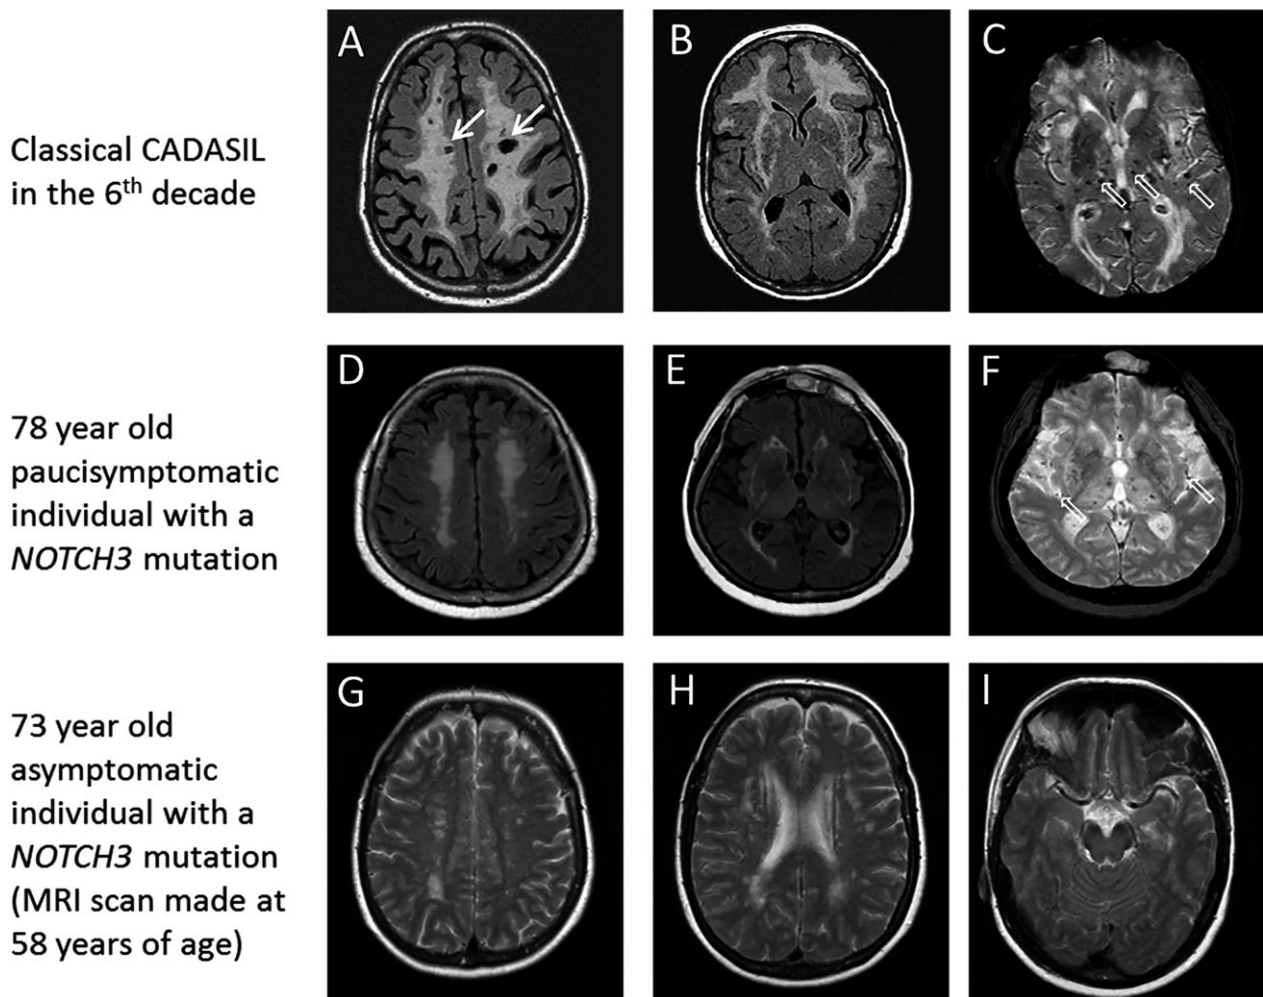 A
B
C
Classical CADASIL
in the 6th decade
D
E
F
78 year old
paucisymptomatic
individual with a
NOTCH3 mutation
G
H
I
73 year old
asymptomatic
individual with a
NOTCH3 mutation
(MRI scan made at
58 years of age)